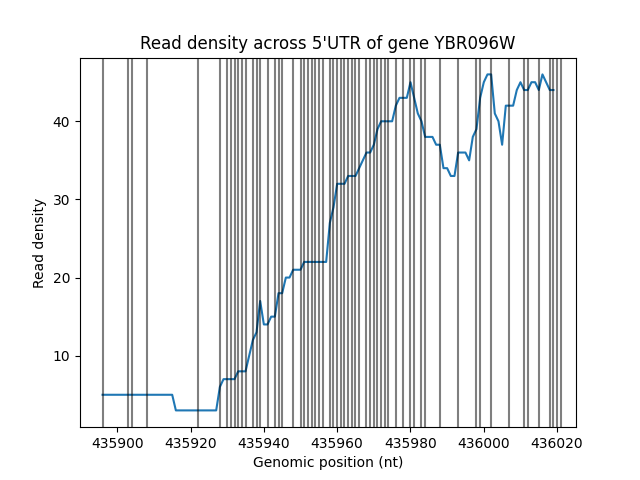 Read density across 5'UTR of gene YBR096W
Read density
40
30
20
10
435900 435920 435940 435960 435980 436000 436020
Genomic position (nt)